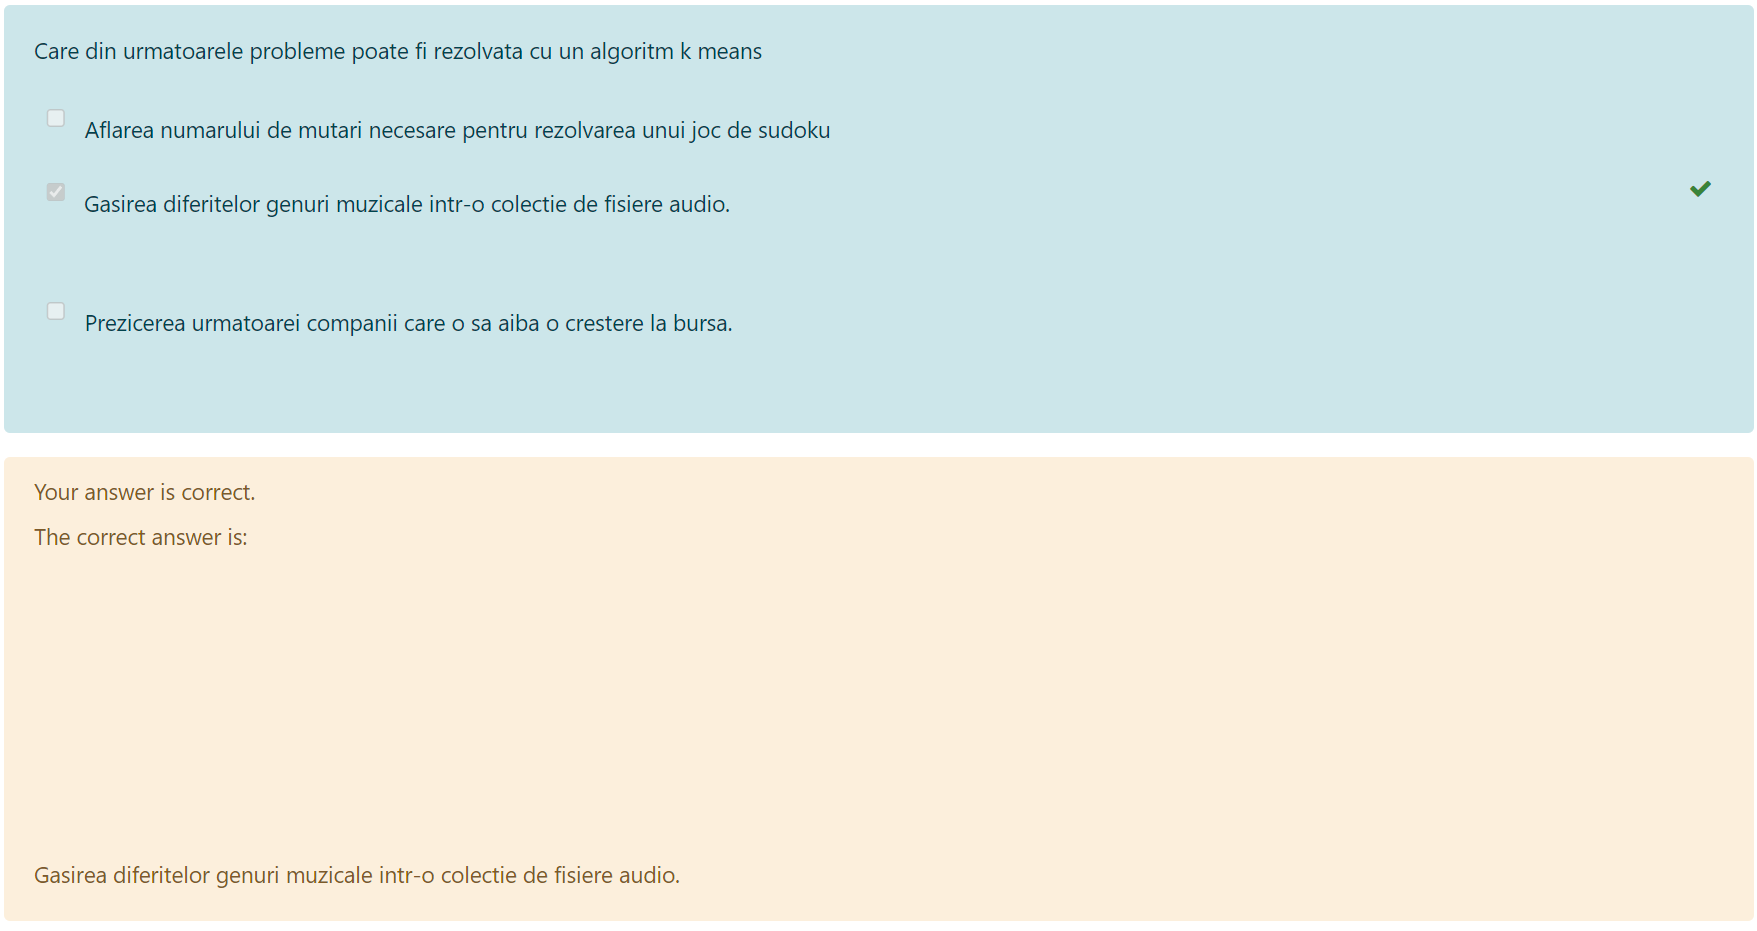 Care din urmatoarele probleme poate fi rezolvata cu un algoritm k means
Aflarea numarului de mutari necesare pentru rezolvarea unui joc de sudoku
Gasirea diferitelor genuri muzicale intr-o colectie de fisiere audio.
Prezicerea urmatoarei companii care o sa aiba o crestere la bursa.
Your answer is correct.
The correct answer is:
Gasirea diferitelor genuri muzicale intr-o colectie de fisiere audio.